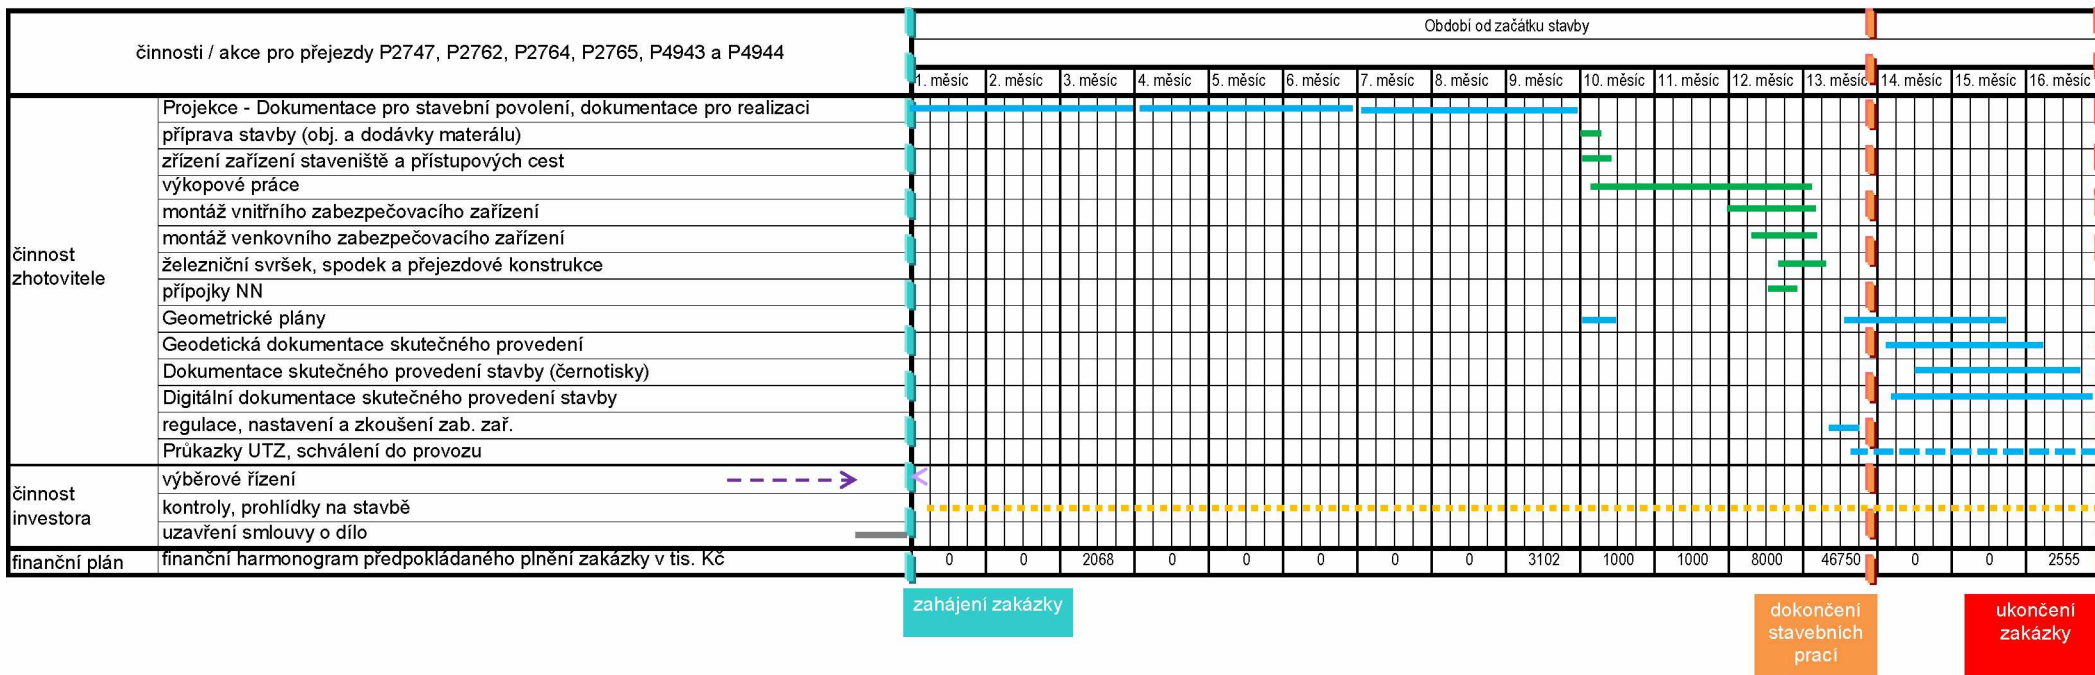 Období od začátku stavby
činnosti / akce pro přejezdy P2747, P2762, P2764, P2765, P4943 a P4944
1. měsíc 2. měsíc 3. měsíc 4. měsíc 5. měsíc 6. měsíc 7. měsíc 8. měsíc 9. měsíc 10. měsíc 11. měsíc 12. měsíc 13. měsíc 14. měsíc 15. měsíc 16. měsíc
činnost
zhotovitele
Projekce - Dokumentace pro stavební povolení, dokumentace pro realizaci
příprava stavby (obj. a dodávky materálu)
zřízení zařízení staveniště a přístupových cest
výkopové práce
montáž vnitřního zabezpečovacího zařízení
montáž venkovního zabezpečovacího zařízení
železniční svršek, spodek a přejezdové konstrukce
přípojky NN
Geometrické plány
Geodetická dokumentace skutečného provedení
Dokumentace skutečného provedení stavby (černotisky)
Digitální dokumentace skutečného provedení stavby
regulace, nastavení a zkoušení zab. zař.
Průkazky UTZ, schválení do provozu
činnost
investora
výběrové řízení
kontroly, prohlídky na stavbě
uzavření smlouvy o dílo
finanční plán finanční harmonogram předpokládaného plnění zakázky v tis. Kč 0 0 2068 0 0 0 0 0 3102 1000 1000 8000 46750 0 0 2555
zahájení zakázky
dokončení
stavebních
prací
ukončení
zakázky